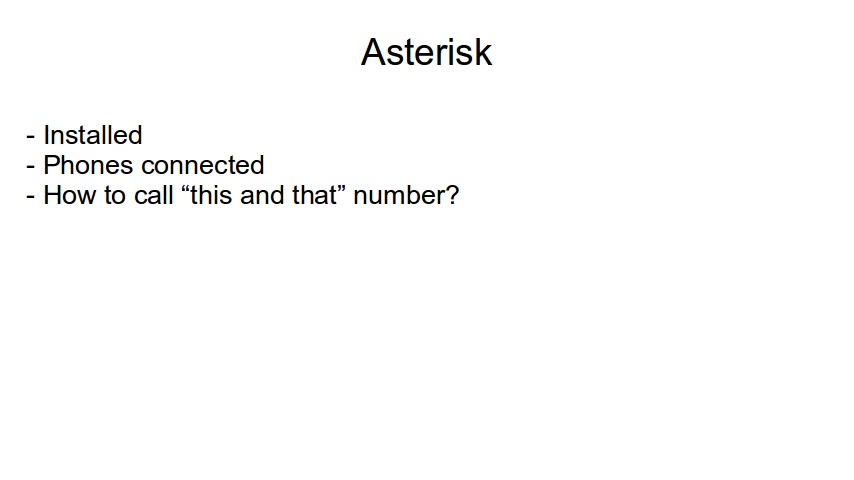 Asterisk
- Installed
- Phones connected
- How to call “this and that” number?